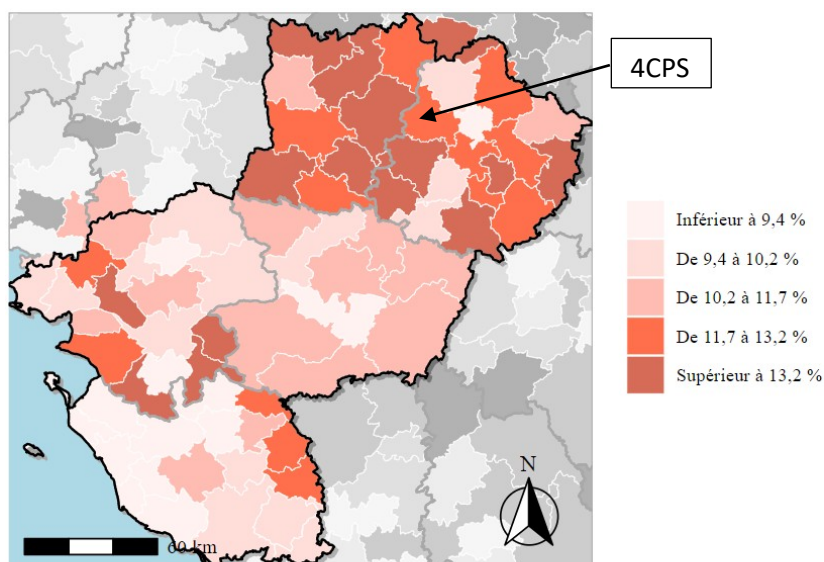 4CPS
Inférieur à 9,4 %
De 9,4 à 10,2 %
De 10,2 à 11,7 %
De 11,7 à 13,2 %
Supérieur à 13,2 %
N
60 km